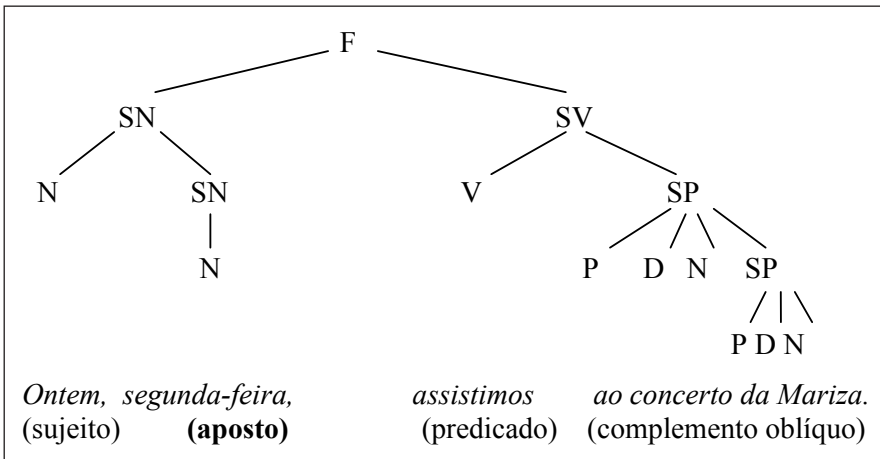 F
SN SV
N SN V SP
N P D N SP
P D N
Ontem, segunda-feira, assistimos ao concerto da Mariza.
(sujeito) (aposto) (predicado) (complemento oblíquo)